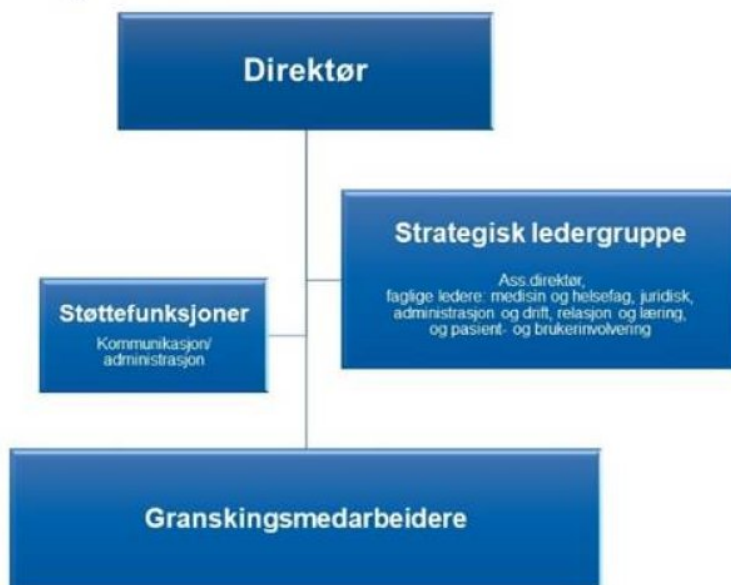 Direktør
Strategisk ledergruppe
Ass.direktør,
faglige ledere: medisin og helsefag, juridisk,
administrasjon og drift, relasjon og læring,
og pasient- og brukerinvolvering
Støttefunksjoner
Kommunikasjon/
administrasjon
Granskingsmedarbeidere